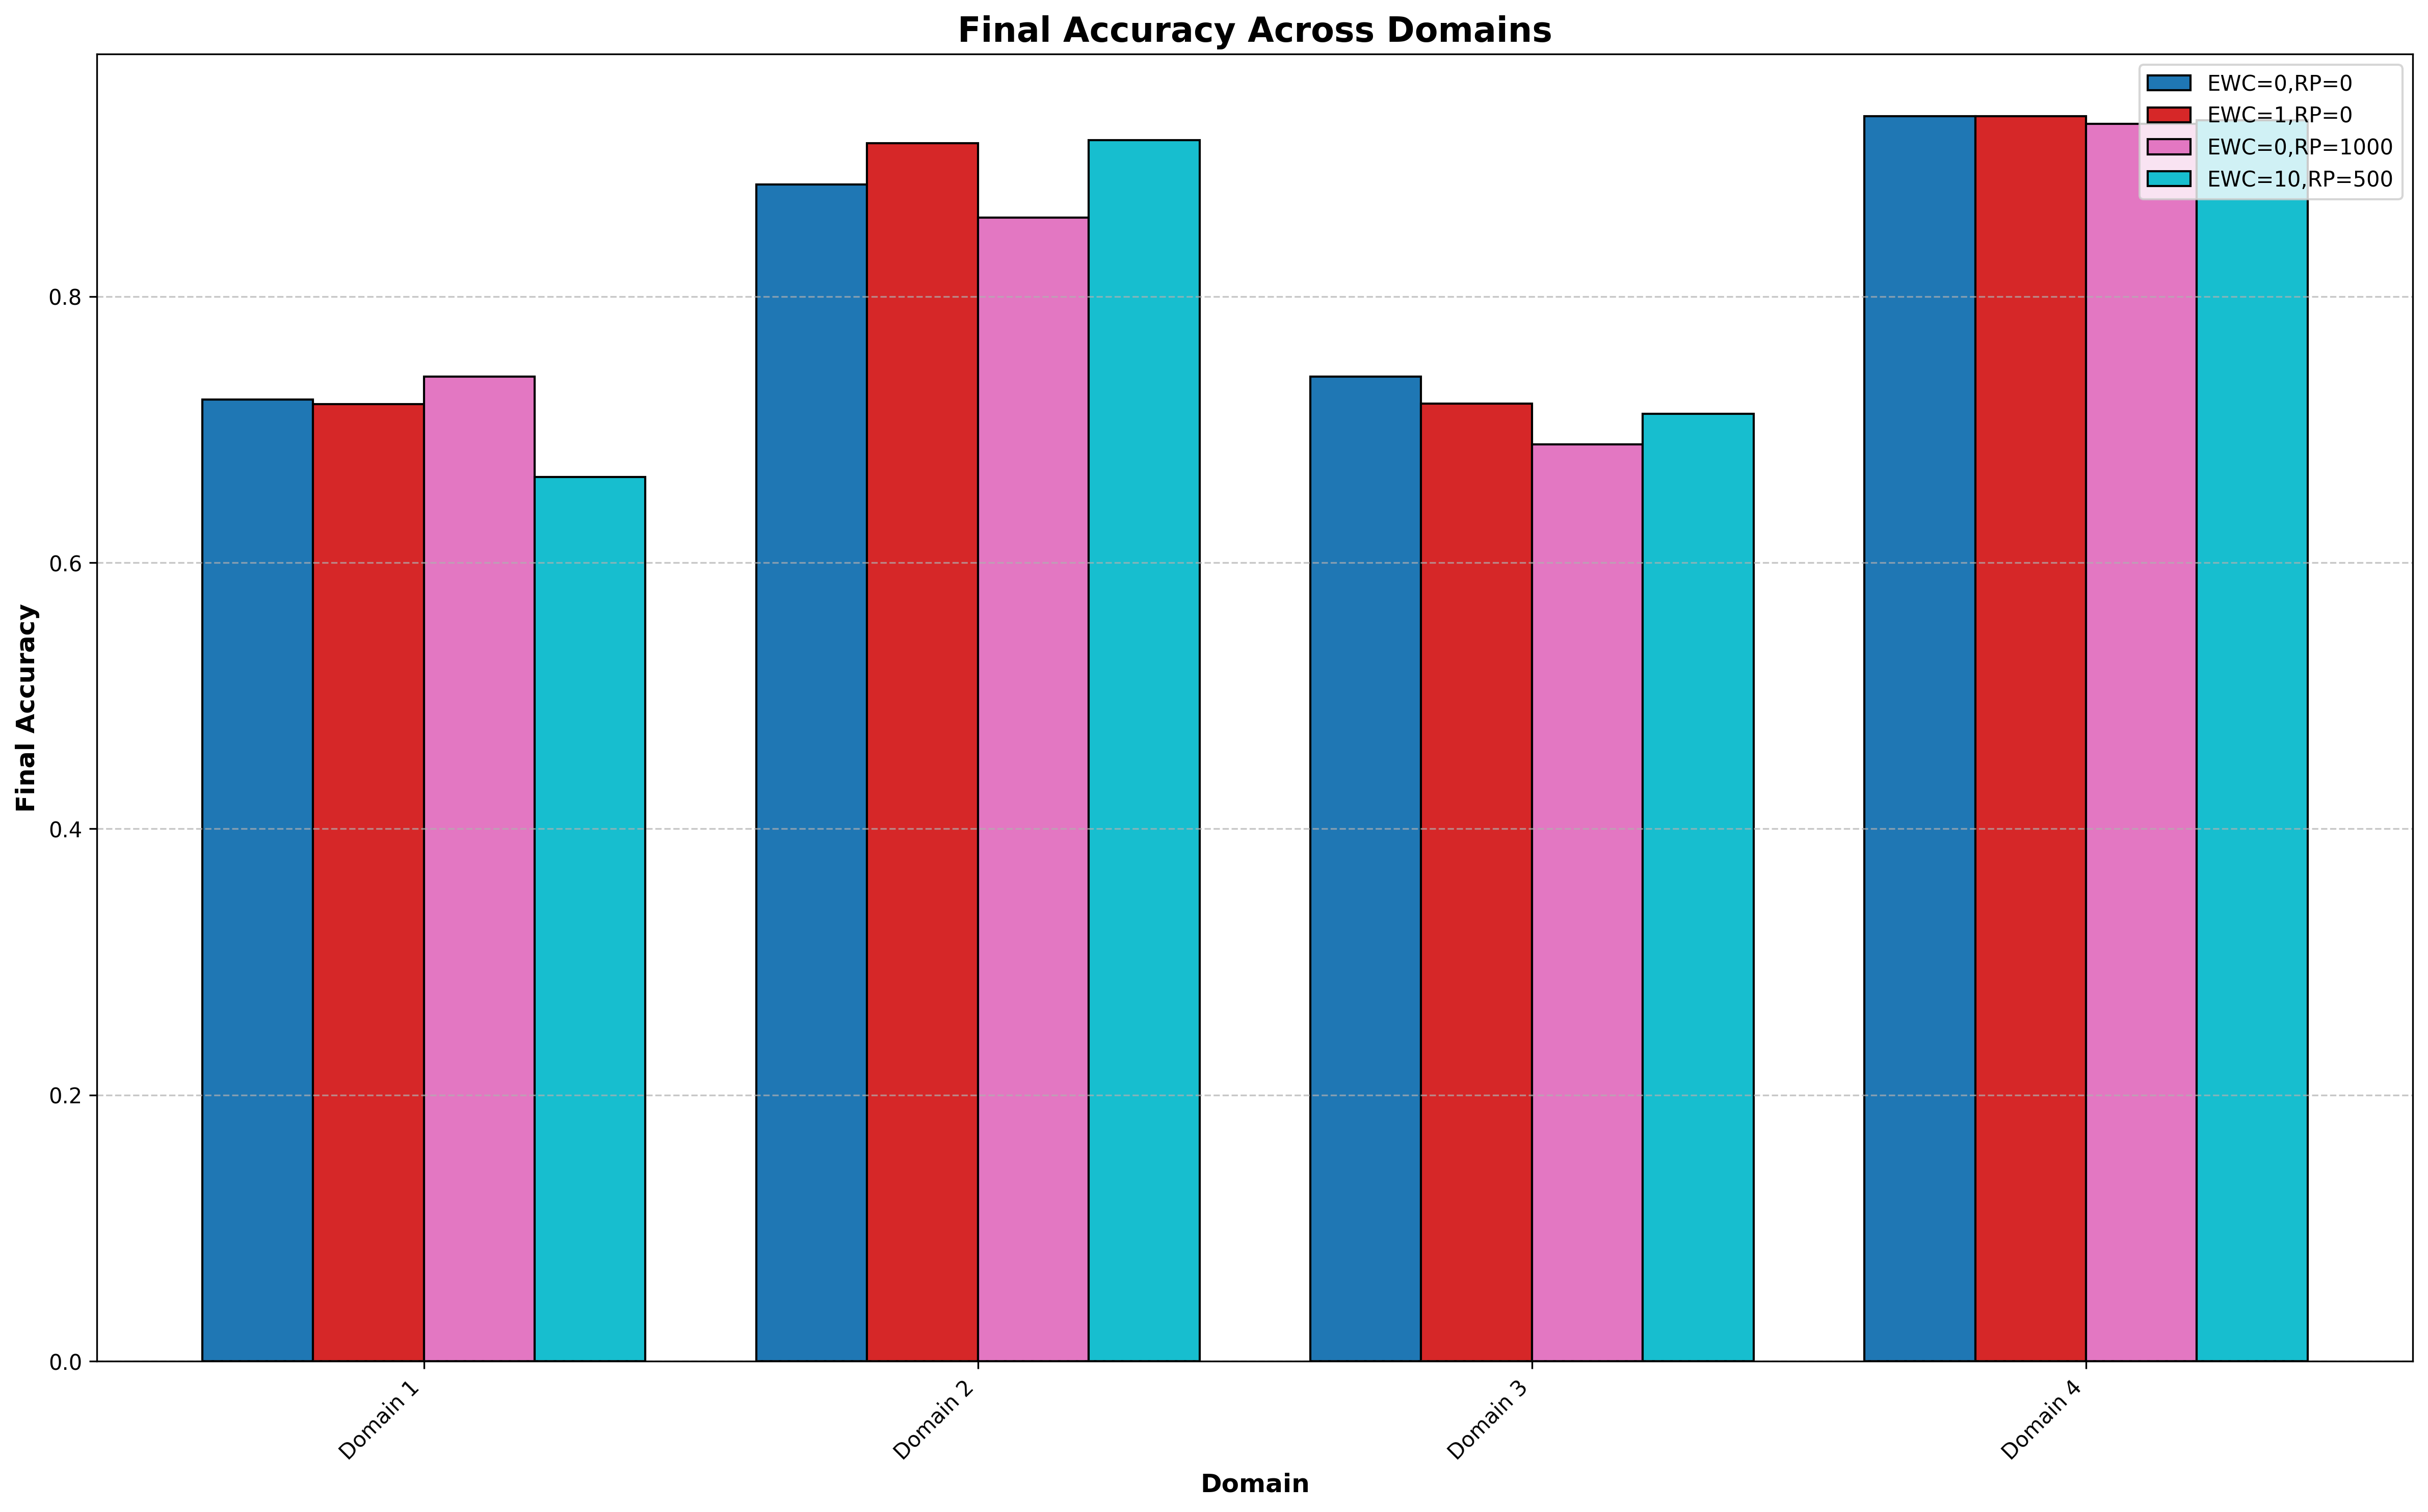 Final Accuracy Across Domains
EWC=0,RP=0
EWC=1,RP=0
EWC=0,RP=1000
EWC=10,RP=500
Final Accuracy
0.8
0.6
0.4
0.2
0.0
Domain 1
Domain 2
Domain 3
Domain 4
Domain